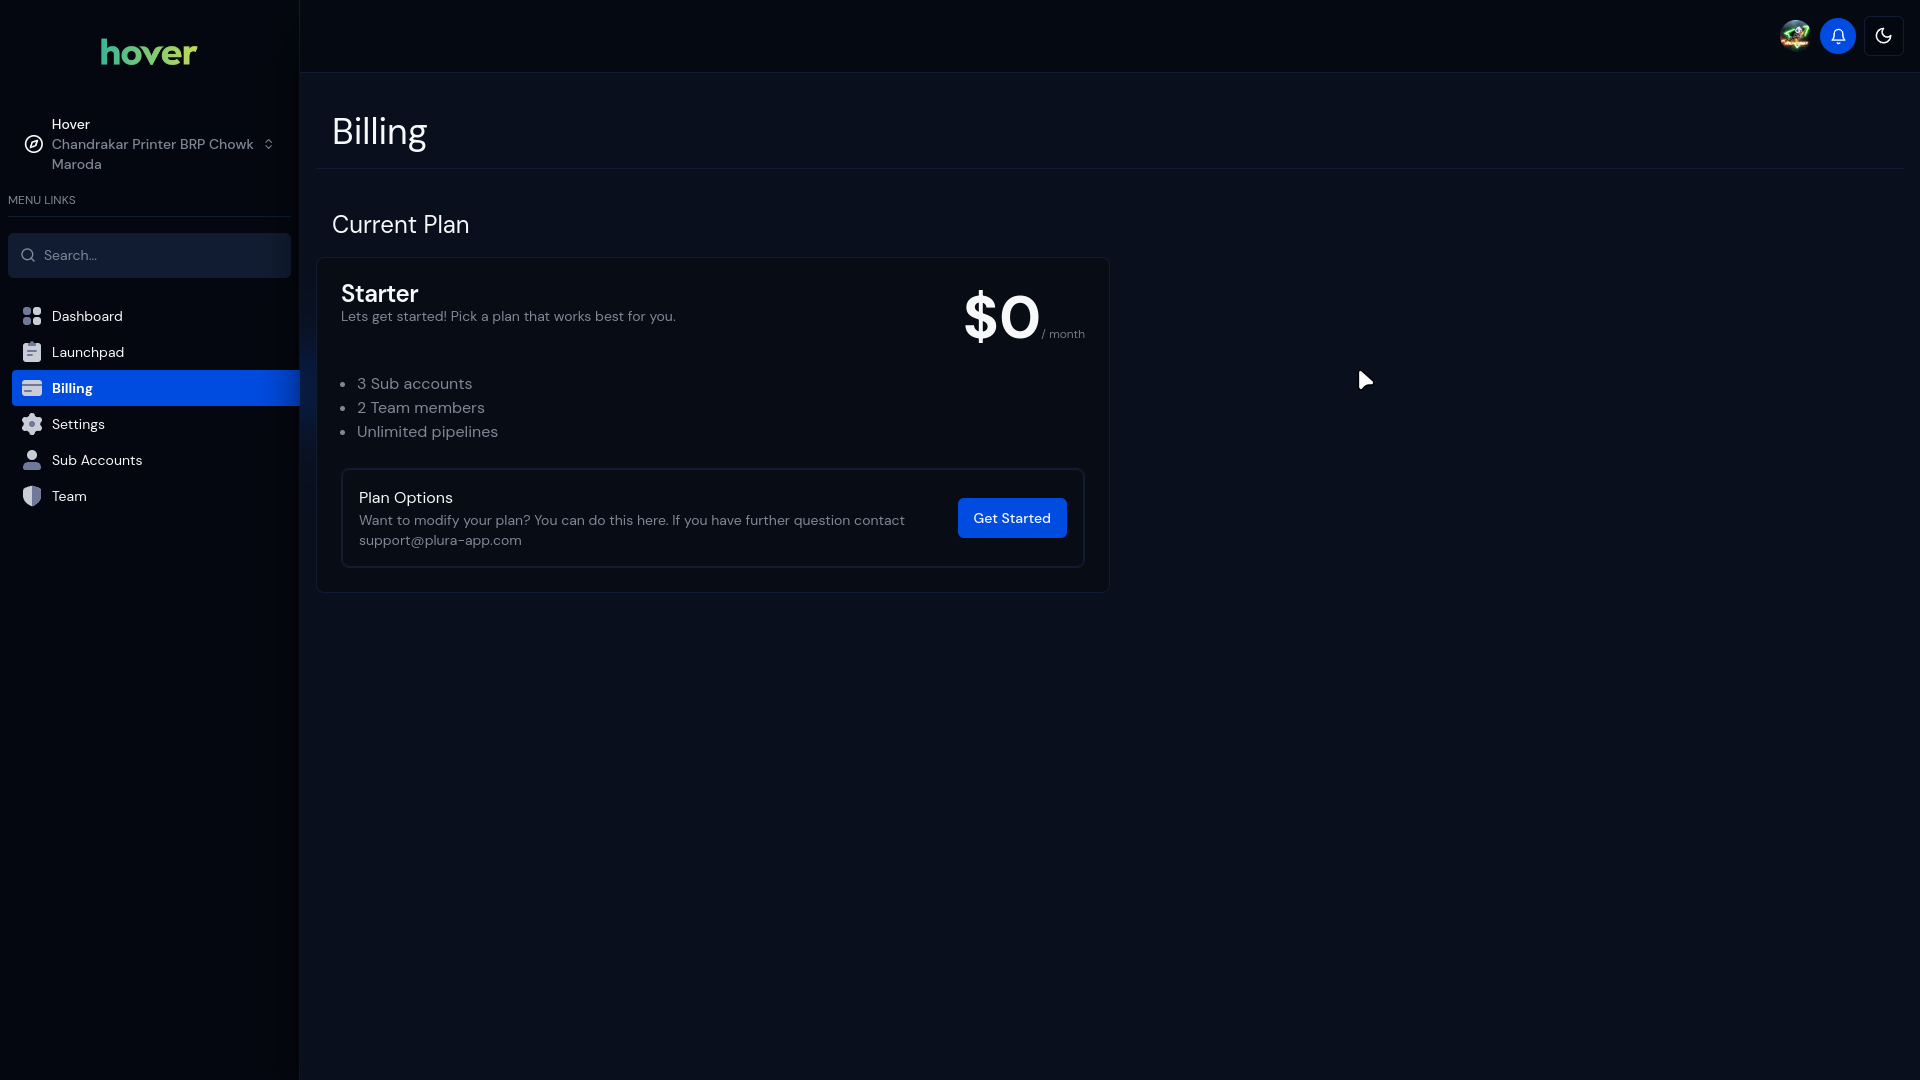 hover
Hover
Chandrakar Printer BRP Chowk
Maroda
MENU LINKS
Search...
Dashboard
Launchpad
Billing
Settings
Sub Accounts
Team
Billing
Current Plan
Starter
Lets get started! Pick a plan that works best for you.
$0 / month
3 Sub accounts
2 Team members
Unlimited pipelines
Plan Options
Want to modify your plan? You can do this here. If you have further question contact
support@plura-app.com
Get Started